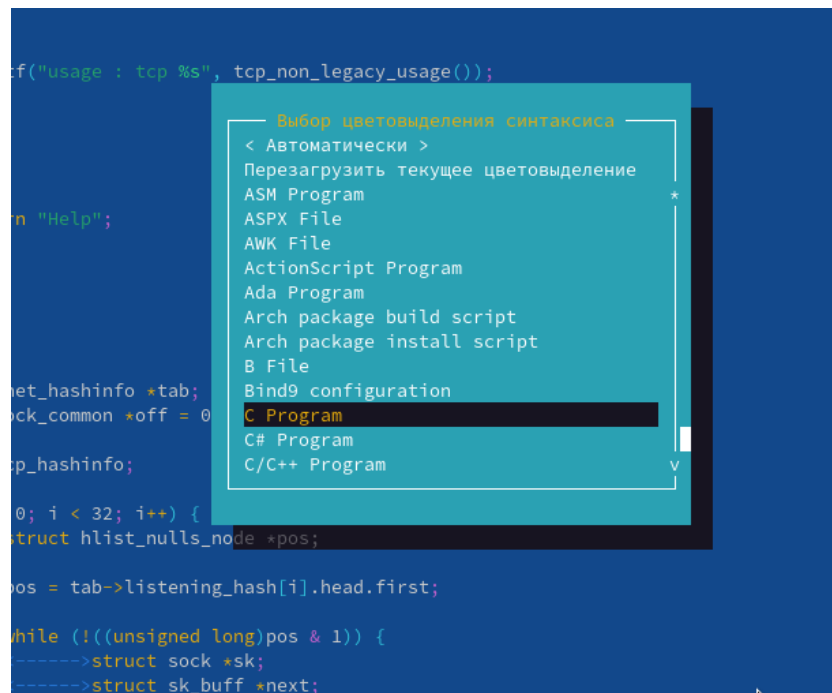 tf("usage : tcp %s", tcp_non_legacy_usage());
Выбор цветовыделения синтаксиса
< Автоматически >
Перезагрузить текущее цветовыделение
ASM Program
ASPX File
rn "Help";
AWK File
ActionScript Program
Ada Program
Arch package build script
Arch package install script
B File
net_hashinfo *tab;
Bind9 configuration
ock_common *off = 0
C Program
C# Program
cp_hashinfo;
C/C++ Program
0; i < 32; i++) {
struct hlist_nulls_node *pos;
pos = tab->listening_hash[i].head.first;
while (!((unsigned long)pos & 1)) {
------>struct sock *sk;
------>struct sk_buff *next;